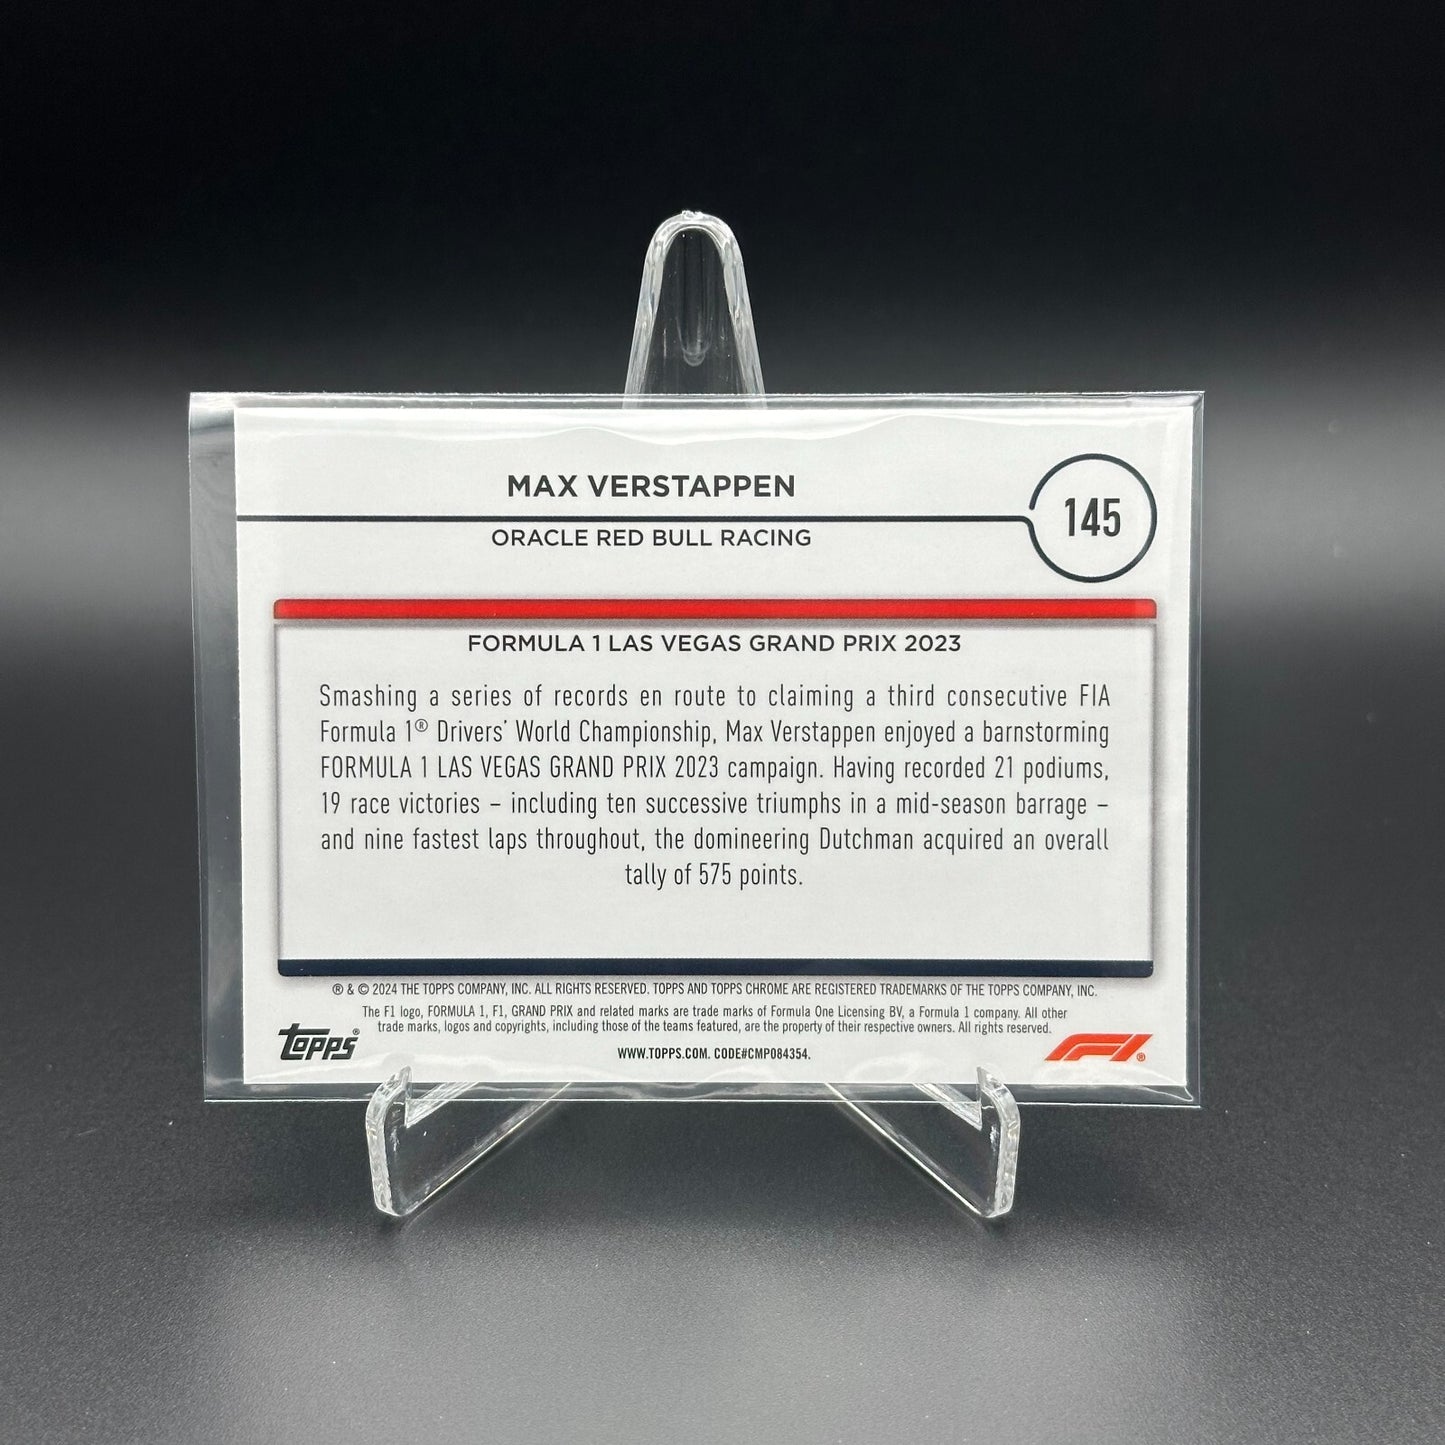 MAX VERSTAPPEN
145
ORACLE RED BULL RACING
FORMULA 1 LAS VEGAS GRAND PRIX 2023
Smashing a series of records en route to claiming a third consecutive FIA
Formula 1® Drivers' World Championship, Max Verstappen enjoyed a barnstorming
FORMULA 1 LAS VEGAS GRAND PRIX 2023 campaign. Having recorded 21 podiums,
19 race victories – including ten successive triumphs in a mid-season barrage –
and nine fastest laps throughout, the domineering Dutchman acquired an overall
tally of 575 points.
® & © 2024 THE TOPPS COMPANY, INC. ALL RIGHTS RESERVED. TOPPS AND TOPPS CHROME ARE REGISTERED TRADEMARKS OF THE TOPPS COMPANY, INC.
The F1 logo, FORMULA 1, F1, GRAND PRIX and related marks are trade marks of Formula One Licensing BV, a Formula 1 company. All other
trade marks, logos and copyrights, including those of the teams featured, are the property of their respective owners. All rights reserved.
topps®
WWW.TOPPS.COM. CODE#CMP084354.
F1®